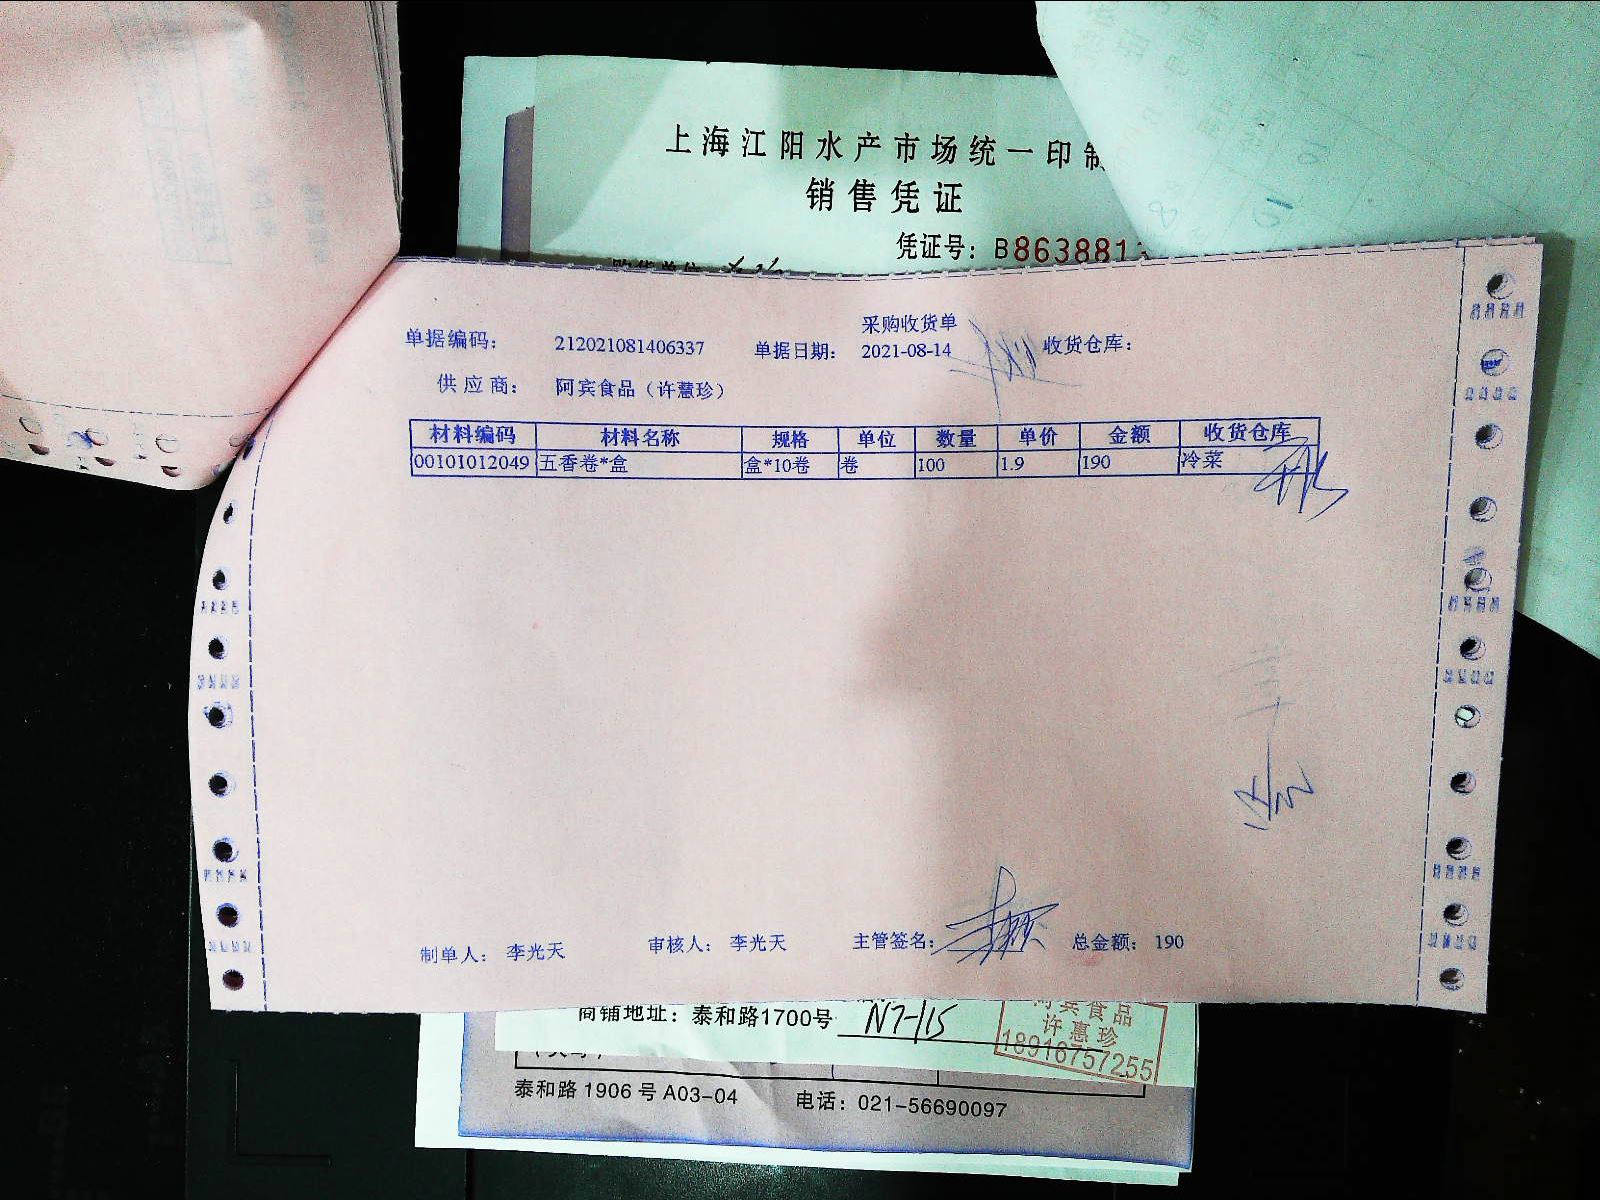 上海江阳水产市场统一印制
销售凭证
凭证号：B8638813
购货单位
采购收货单
单据编码： 212021081406337 单据日期： 2021-08-14 收货仓库：
供应商： 阿宾食品（许慧珍）
材料编码 材料名称 规格 单位 数量 单价 金额 收货仓库
00101012049 五香卷*盒 盒*10卷 卷 100 1.9 190 冷菜
制单人： 李光天 审核人： 李光天 主管签名： 总金额： 190
商铺地址：泰和路1700号 N7-115
阿宾食品
许惠珍
18916757255
泰和路1906号A03-04 电话：021-56690097